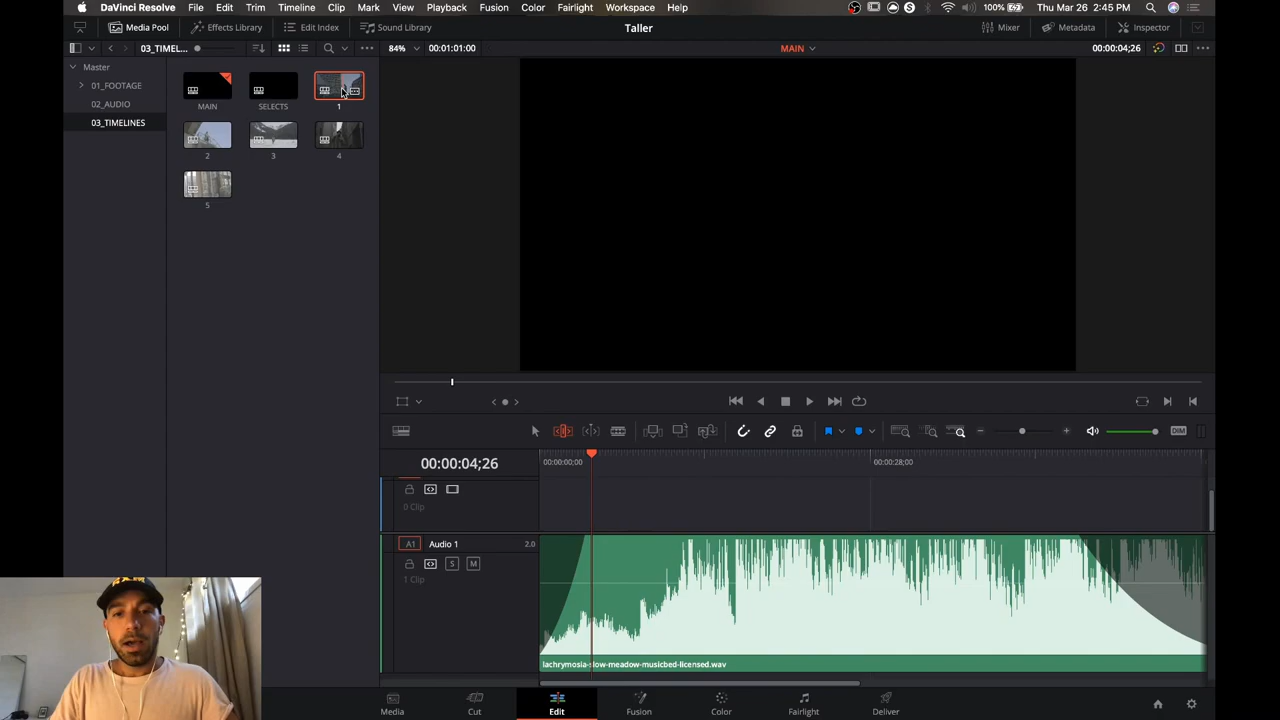 DaVinci Resolve File Edit Trim Timeline Clip Mark View Playback Fusion Color Fairlight Workspace Help 100% Thu Mar 26 2:45 PM
Media Pool Effects Library Edit Index Sound Library Taller Mixer Metadata Inspector
03_TIMEL... 84% 00:01:01:00 MAIN 00:00:04;26
Master
01_FOOTAGE
02_AUDIO
03_TIMELINES
MAIN SELECTS 1
2 3 4
5
DIM
00:00:04;26 00:00:00;00 00:00:28;00
0 Clip
A1 Audio 1 2.0
S M
1 Clip
lachrymosia-slow-meadow-musicbed-licensed.wav
Media Cut Edit Fusion Color Fairlight Deliver